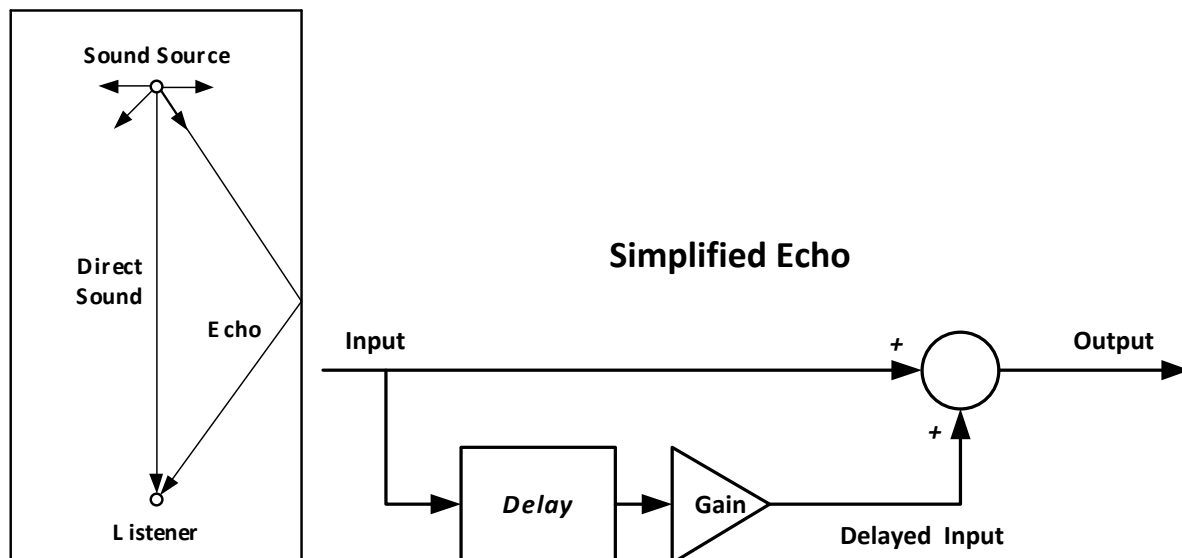 Sound Source
Direct
Sound
Echo
Listener
Simplified Echo
Input
+
Output
+
Delay
Gain
Delayed Input